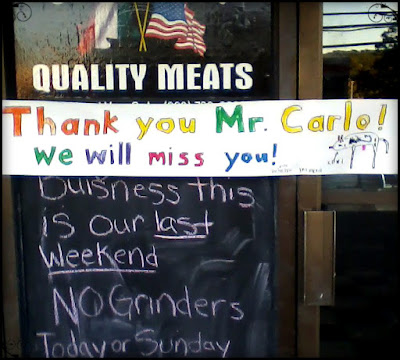 QUALITY MEATS
Thank you Mr. Carlo!
We will miss you!
Buisness this
is our last
weekend
NO Grinders
Today or Sunday